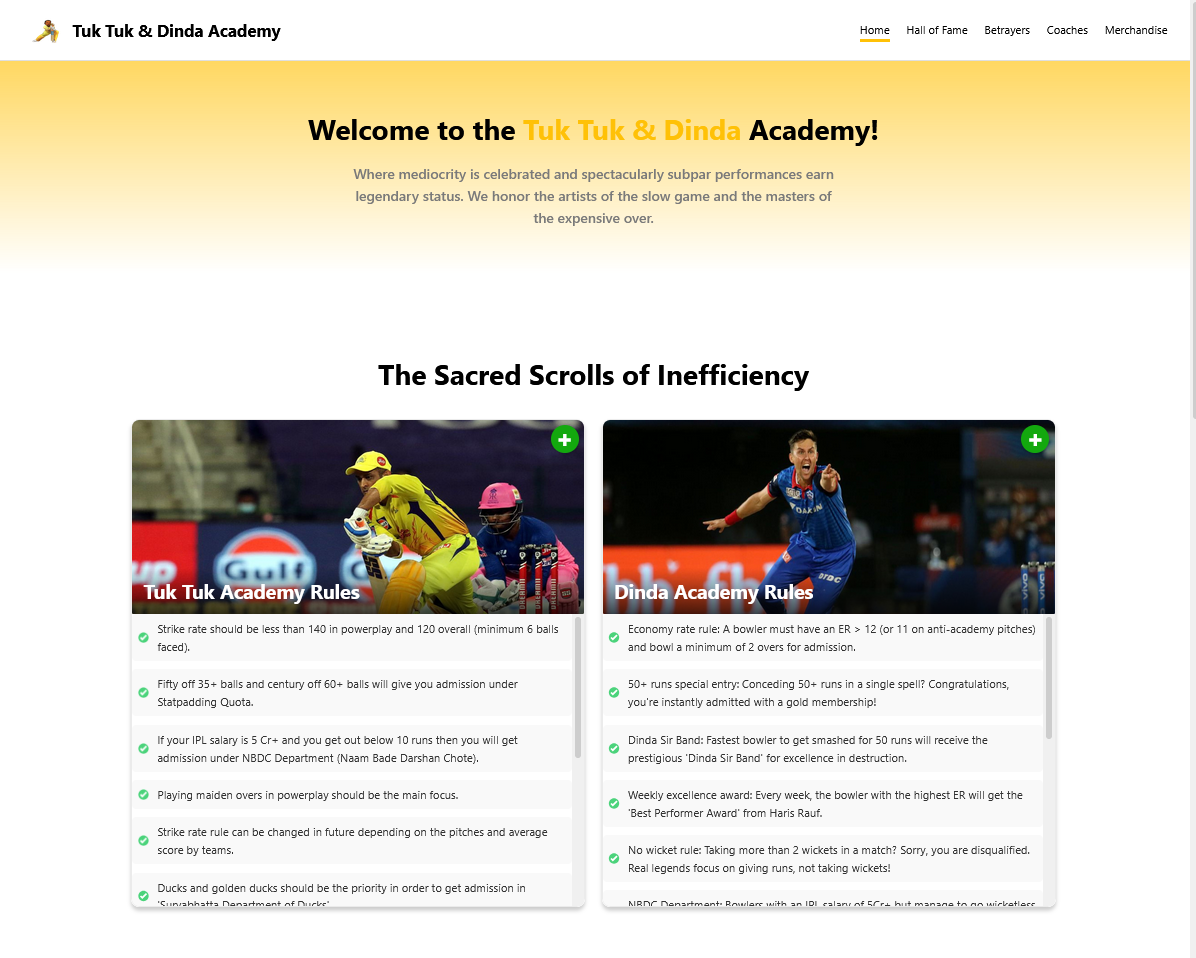 Tuk Tuk & Dinda Academy
Home Hall of Fame Betrayers Coaches Merchandise
Welcome to the Tuk Tuk & Dinda Academy!
Where mediocrity is celebrated and spectacularly subpar performances earn
legendary status. We honor the artists of the slow game and the masters of
the expensive over.
The Sacred Scrolls of Inefficiency
Gulf
DREAM11
Tuk Tuk Academy Rules
Strike rate should be less than 140 in powerplay and 120 overall (minimum 6 balls
faced).
Fifty off 35+ balls and century off 60+ balls will give you admission under
Statpadding Quota.
If your IPL salary is 5 Cr+ and you get out below 10 runs then you will get
admission under NBDC Department (Naam Bade Darshan Chote).
Playing maiden overs in powerplay should be the main focus.
Strike rate rule can be changed in future depending on the pitches and average
score by teams.
Ducks and golden ducks should be the priority in order to get admission in
'Suryabhatta Department of Ducks'
DAIKIN
vivo
Dinda Academy Rules
Economy rate rule: A bowler must have an ER > 12 (or 11 on anti-academy pitches)
and bowl a minimum of 2 overs for admission.
50+ runs special entry: Conceding 50+ runs in a single spell? Congratulations,
you're instantly admitted with a gold membership!
Dinda Sir Band: Fastest bowler to get smashed for 50 runs will receive the
prestigious 'Dinda Sir Band' for excellence in destruction.
Weekly excellence award: Every week, the bowler with the highest ER will get the
'Best Performer Award' from Haris Rauf.
No wicket rule: Taking more than 2 wickets in a match? Sorry, you are disqualified.
Real legends focus on giving runs, not taking wickets!
NBDC Department: Bowlers with an IPL salary of 5Cr+ but manage to go wicketless